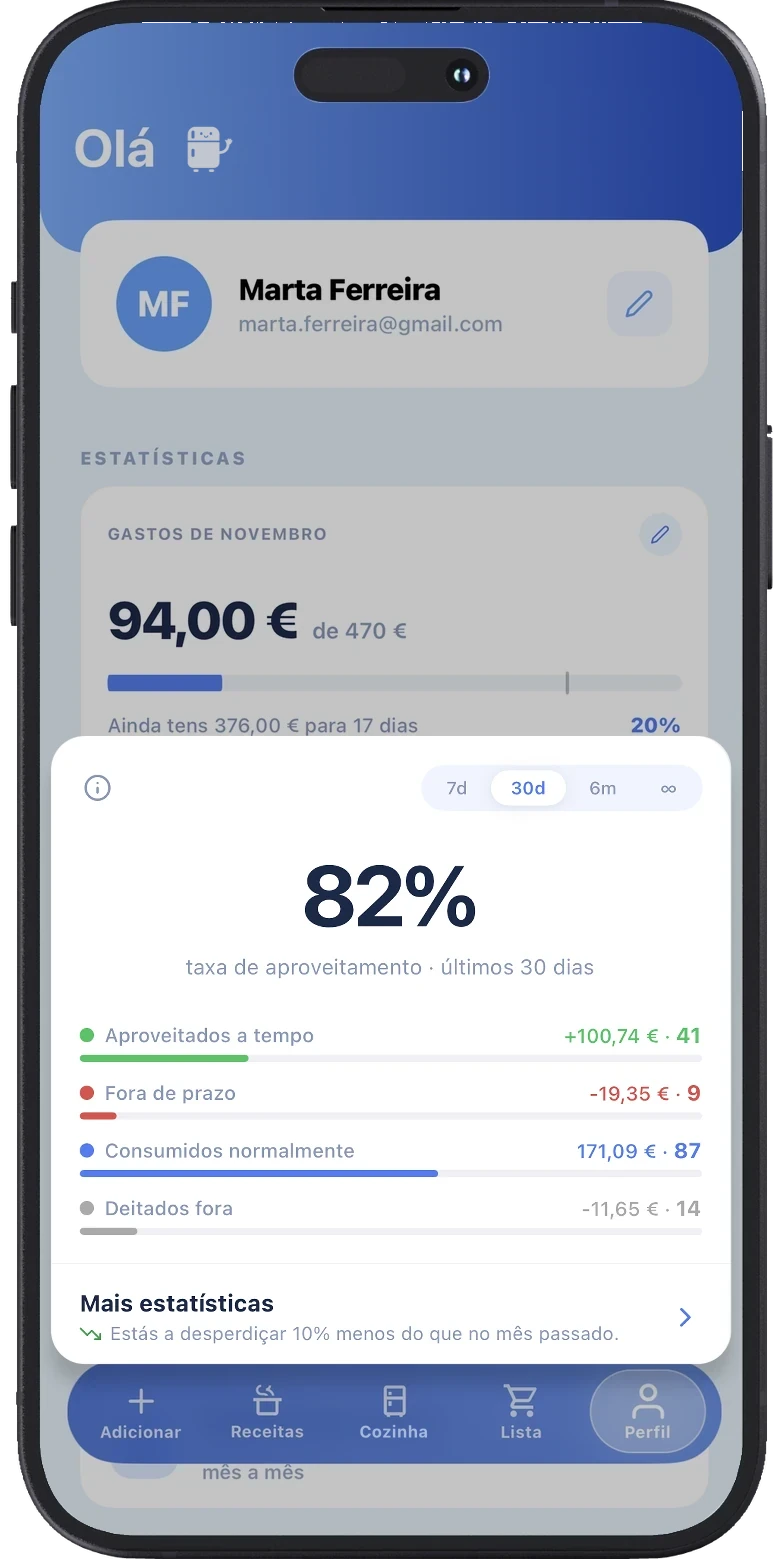 Olá
MF
Marta Ferreira
marta.ferreira@gmail.com
ESTATÍSTICAS
GASTOS DE NOVEMBRO
94,00 € de 470 €
Ainda tens 376,00 € para 17 dias 20%
7d 30d 6m ∞
82%
taxa de aproveitamento · últimos 30 dias
Aproveitados a tempo +100,74 € · 41
Fora de prazo -19,35 € · 9
Consumidos normalmente 171,09 € · 87
Deitados fora -11,65 € · 14
Mais estatísticas
Estás a desperdiçar 10% menos do que no mês passado.
Adicionar Receitas Cozinha Lista Perfil
mês a mês